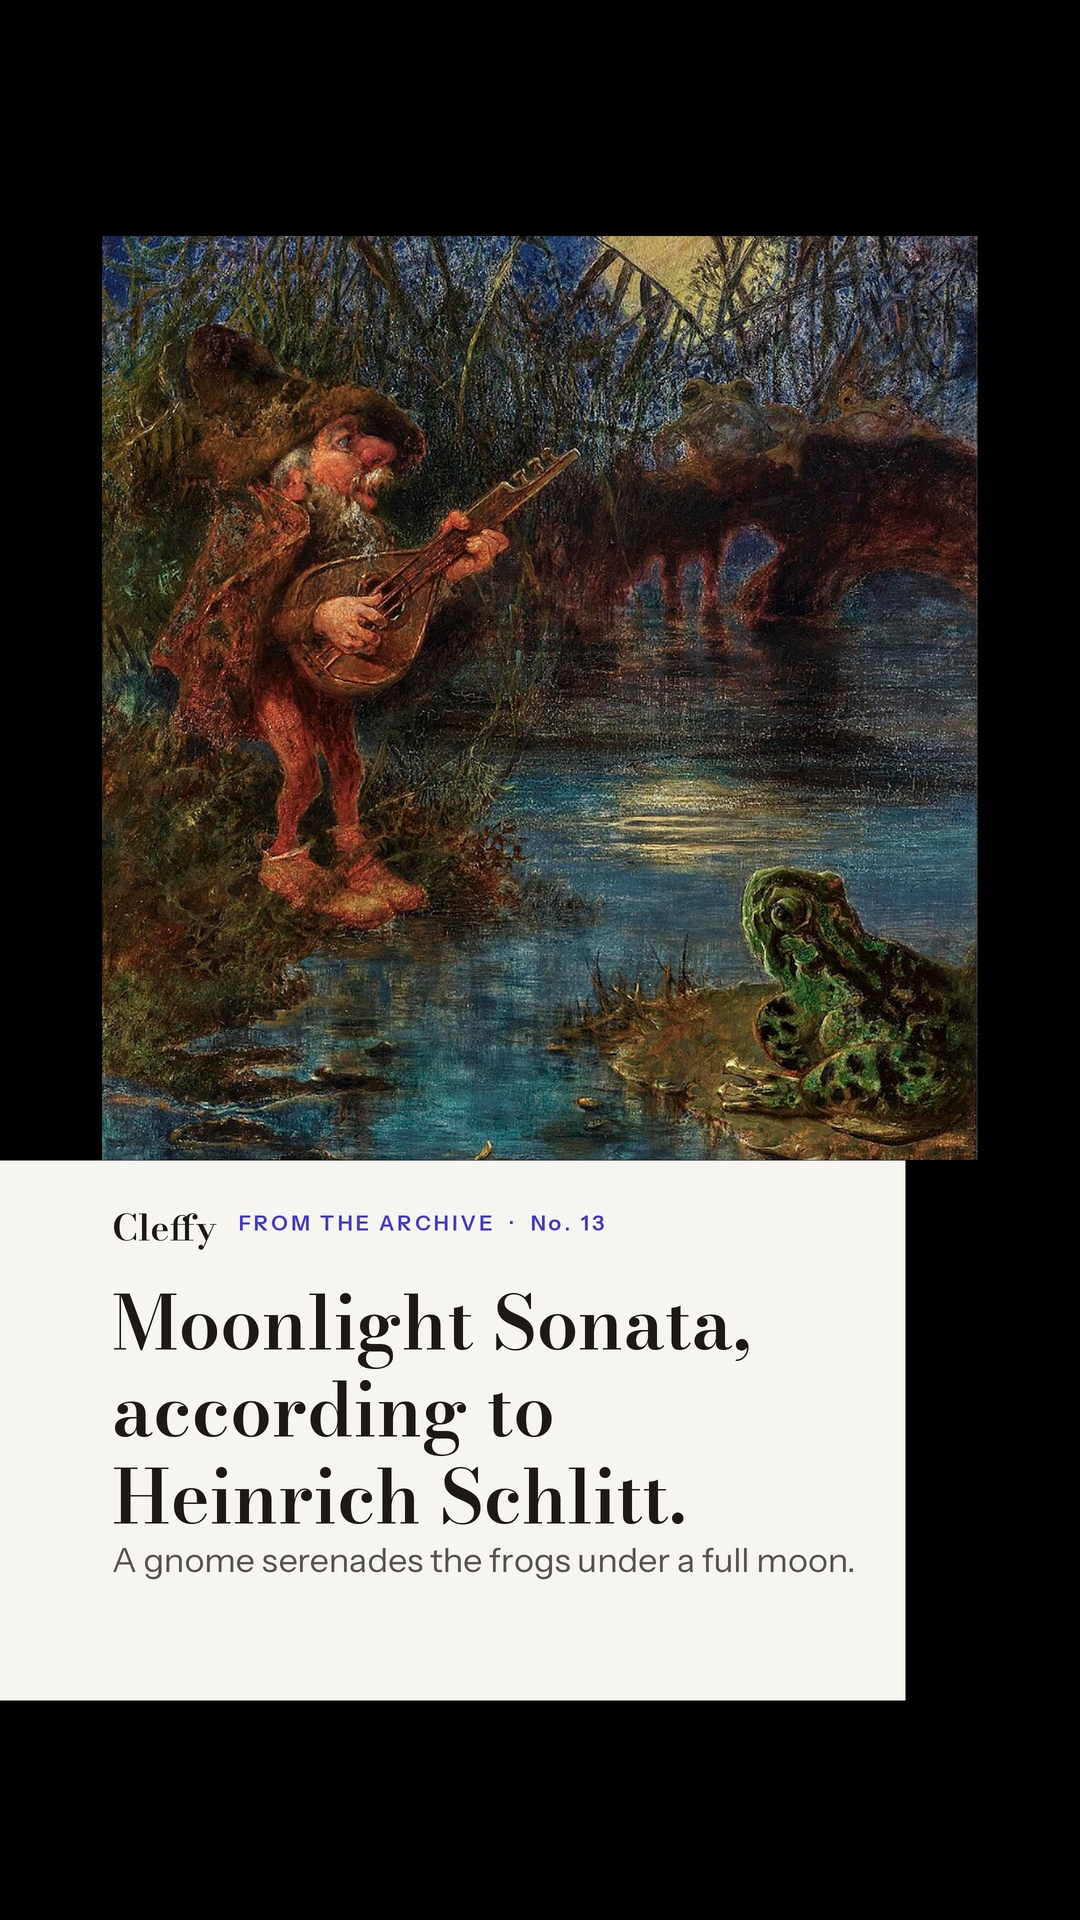 Cleffy FROM THE ARCHIVE · No. 13
Moonlight Sonata,
according to
Heinrich Schlitt.
A gnome serenades the frogs under a full moon.